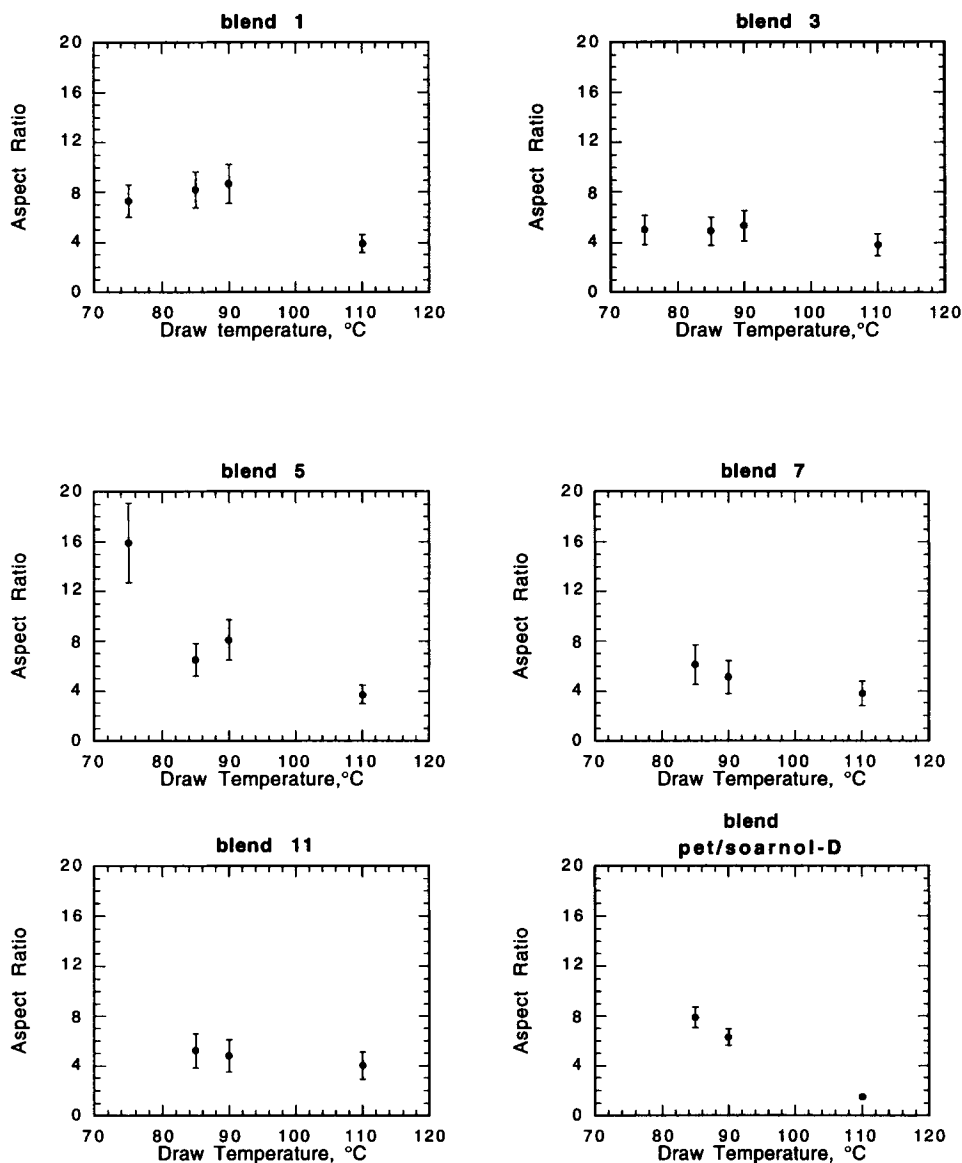 blend 1
20
16
12
8
4
0
Aspect Ratio
70 80 90 100 110 120
Draw temperature, °C
blend 3
20
16
12
8
4
0
Aspect Ratio
70 80 90 100 110 120
Draw Temperature,°C
blend 5
20
16
12
8
4
0
Aspect Ratio
70 80 90 100 110 120
Draw Temperature,°C
blend 7
20
16
12
8
4
0
Aspect Ratio
70 80 90 100 110 120
Draw Temperature, °C
blend 11
20
16
12
8
4
0
Aspect Ratio
70 80 90 100 110 120
Draw Temperature, °C
blend
pet/soarnol-D
20
16
12
8
4
0
Aspect Ratio
70 80 90 100 110 120
Draw Temperature, °C